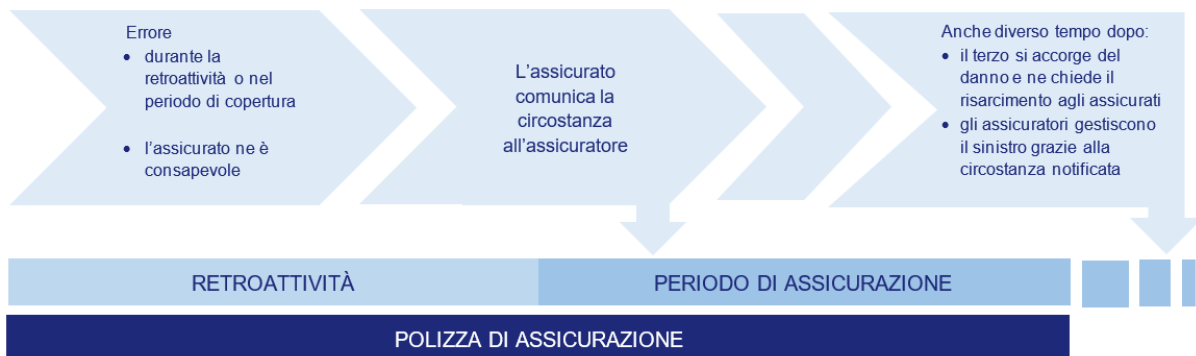 Errore
• durante la
retroattività o nel
periodo di copertura
• l'assicurato ne è
consapevole
L'assicurato
comunica la
circostanza
all'assicuratore
Anche diverso tempo dopo:
• il terzo si accorge del
danno e ne chiede il
risarcimento agli assicurati
• gli assicuratori gestiscono
il sinistro grazie alla
circostanza notificata
RETROATTIVITÀ
PERIODO DI ASSICURAZIONE
POLIZZA DI ASSICURAZIONE